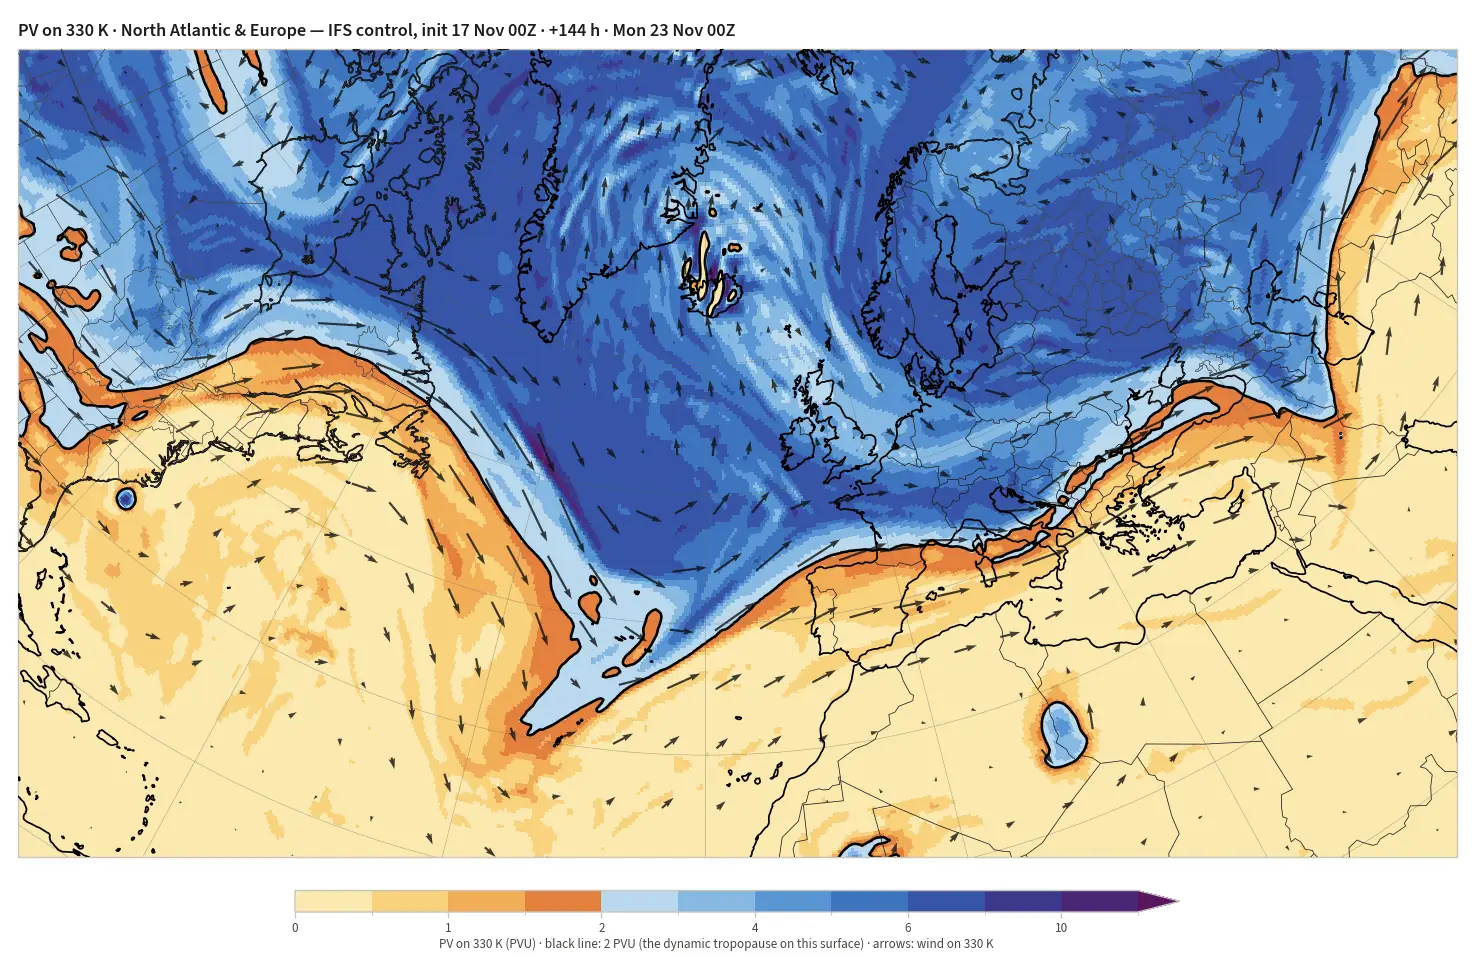 PV on 330 K · North Atlantic & Europe — IFS control, init 17 Nov 00Z · +144 h · Mon 23 Nov 00Z
0 1 2 4 6 10
PV on 330 K (PVU) · black line: 2 PVU (the dynamic tropopause on this surface) · arrows: wind on 330 K